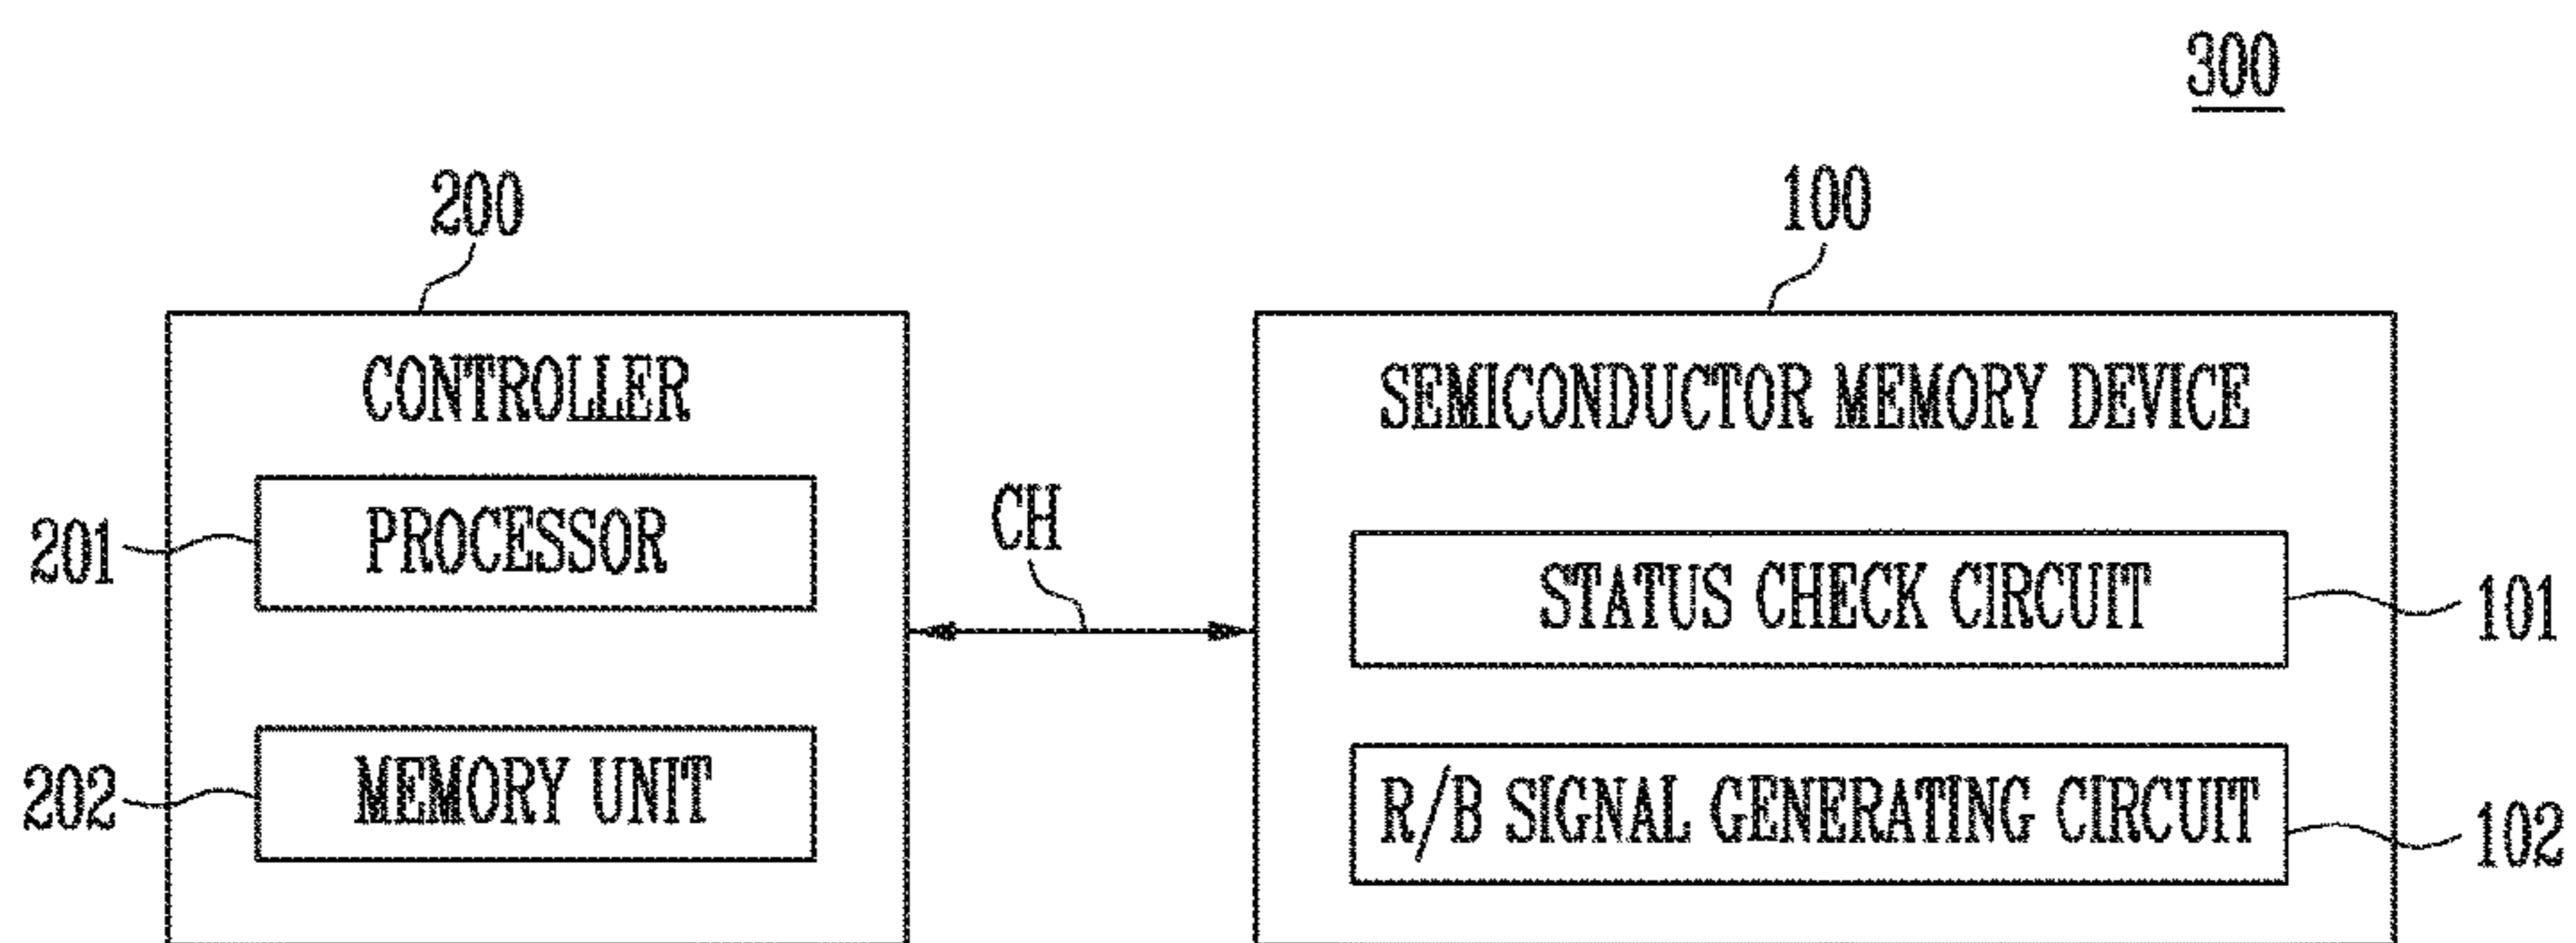 300
200
100
CONTROLLER
SEMICONDUCTOR MEMORY DEVICE
201
PROCESSOR
CH
STATUS CHECK CIRCUIT
101
202
MEMORY UNIT
R/B SIGNAL GENERATING CIRCUIT
102